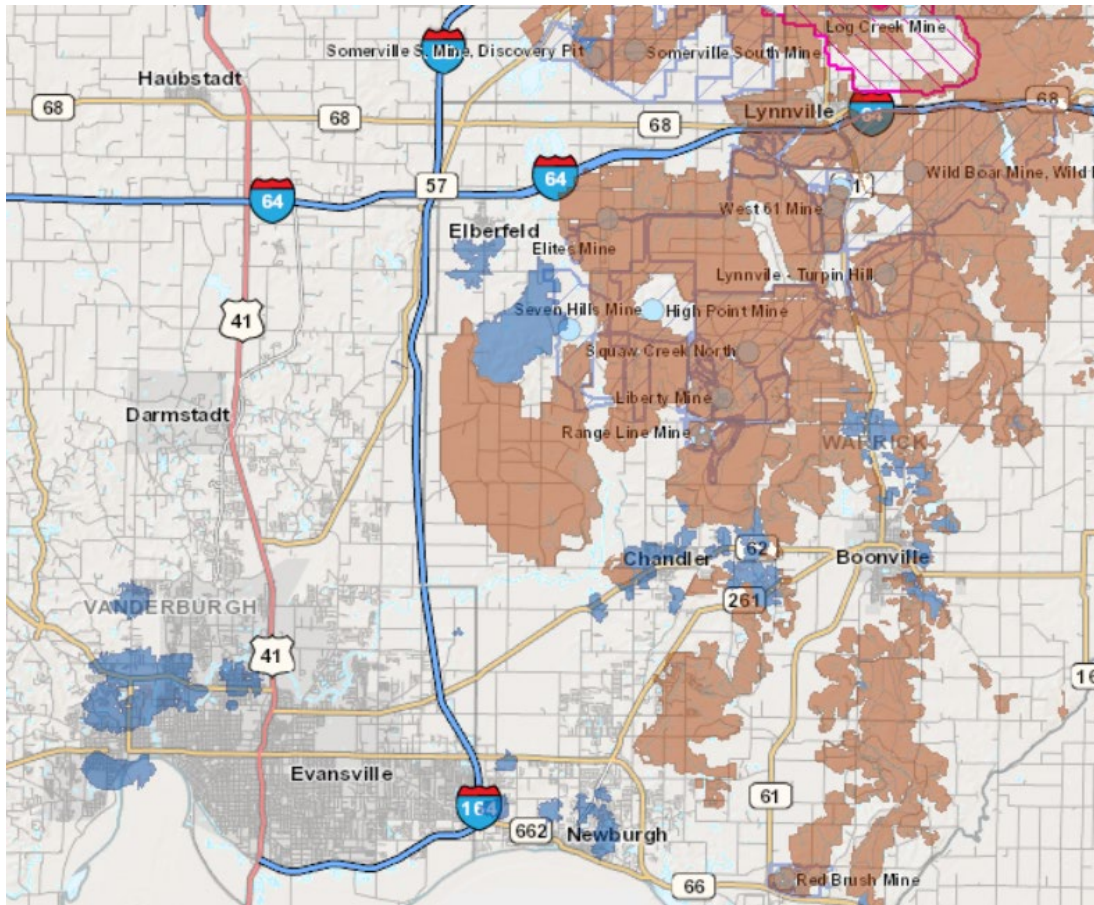 Log Creek Mine
Somerville S. Mine, Discovery Pit
Somerville South Mine
Haubstadt
68
68
68
68
Lynnville
64
64
64
57
Wild Boar Mine, Wild
West 61 Mine
Elberfeld
Elites Mine
Lynnville - Turpin Hill
41
Seven Hills Mine
High Point Mine
Squaw Creek North
Liberty Mine
Darmstadt
Range Line Mine
WARRICK
Chandler
62
Boonville
261
VANDERBURGH
41
16
Evansville
164
61
662
Newburgh
66
Red Brush Mine